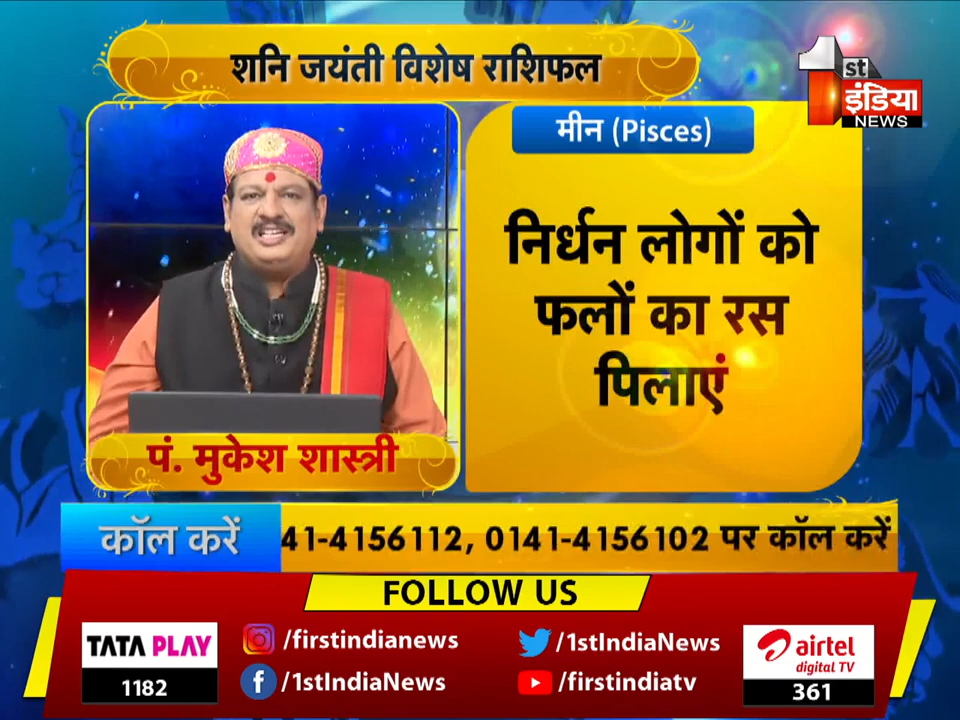 शनि जयंती विशेष राशिफल
1st
इंडिया
NEWS
मीन (Pisces)
निर्धन लोगों को
फलों का रस
पिलाएं
पं. मुकेश शास्त्री
कॉल करें
41-4156112, 0141-4156102 पर कॉल करें
FOLLOW US
TATA PLAY
1182
/firstindianews
/1stIndiaNews
/1stIndiaNews
/firstindiatv
airtel
digital TV
361